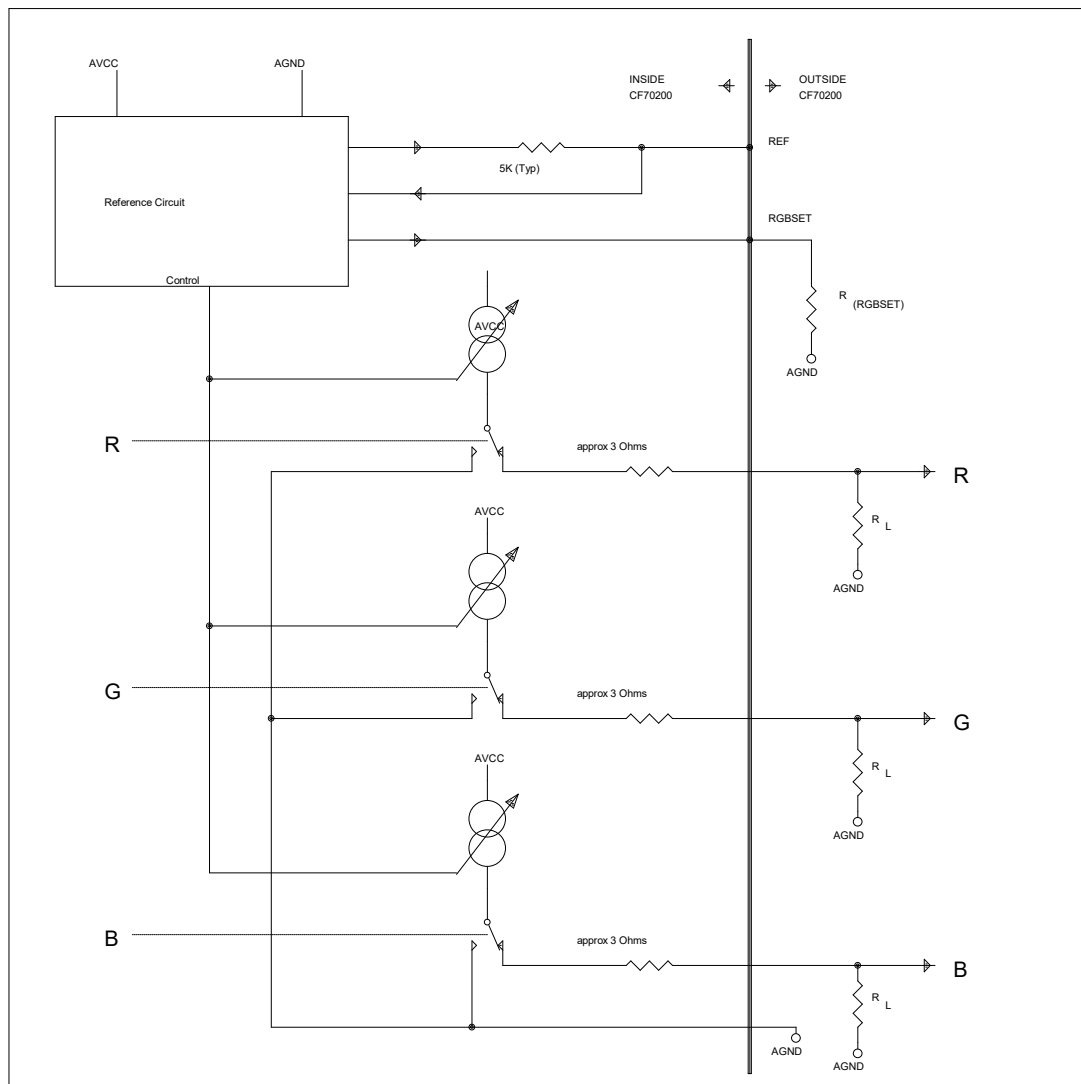 AVCC
AGND
INSIDE
CF70200
OUTSIDE
CF70200
REF
5K (Typ)
Reference Circuit
RGBSET
Control
R (RGBSET)
AVCC
AGND
R
approx 3 Ohms
R
R L
AVCC
AGND
G
approx 3 Ohms
G
R L
AVCC
AGND
B
approx 3 Ohms
B
R L
AGND
AGND